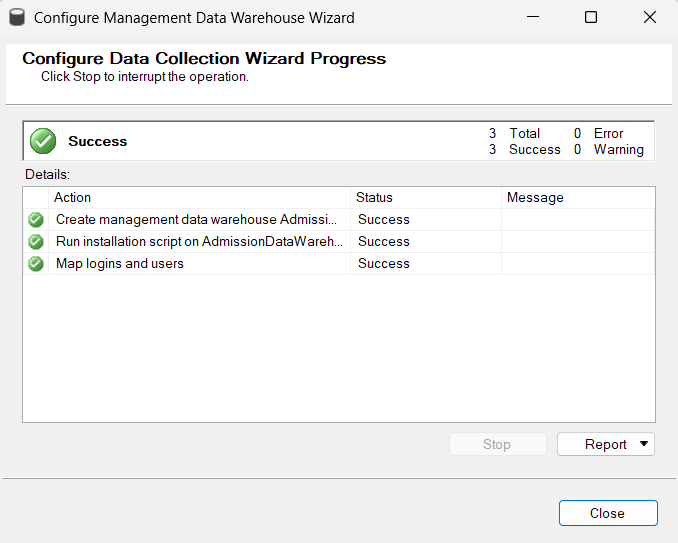 Configure Management Data Warehouse Wizard
Configure Data Collection Wizard Progress
Click Stop to interrupt the operation.
Success
3 Total 0 Error
3 Success 0 Warning
Details:
Action Status Message
Create management data warehouse Admissi... Success
Run installation script on AdmissionDataWareh... Success
Map logins and users Success
Stop Report
Close